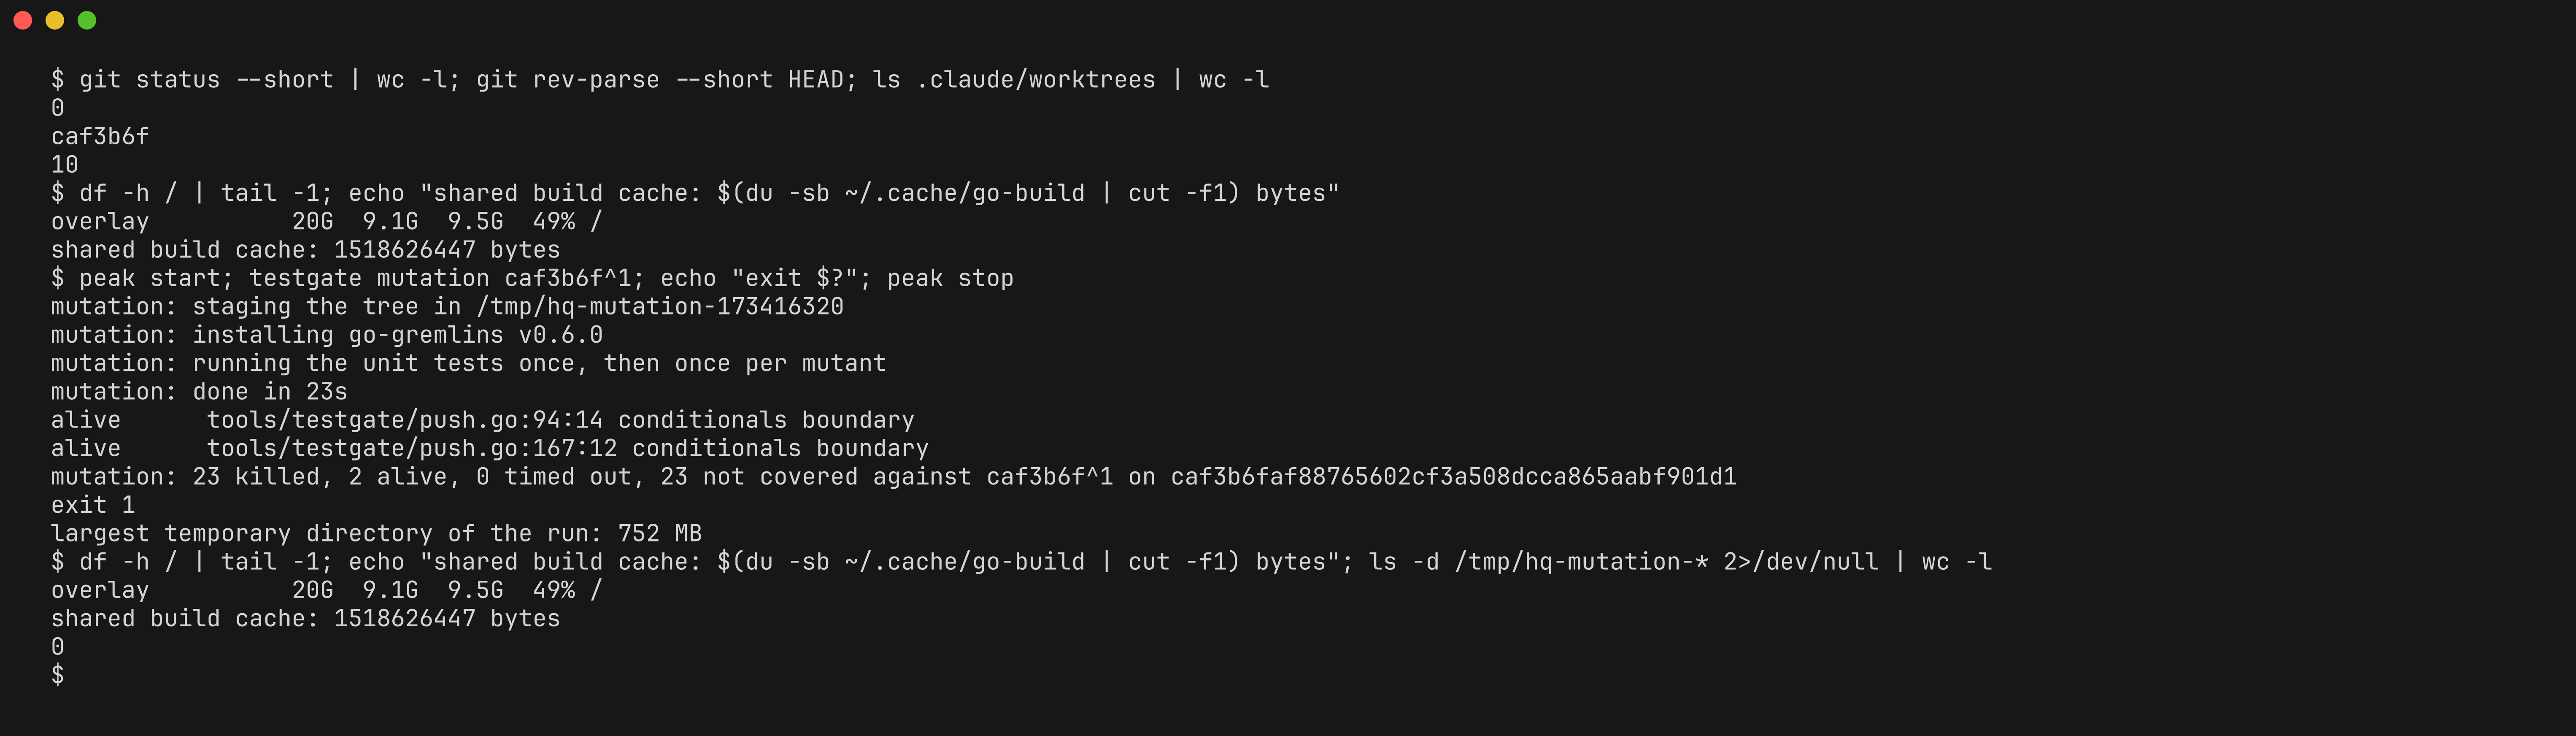 $ git status --short | wc -l; git rev-parse --short HEAD; ls .claude/worktrees | wc -l
0
caf3b6f
10
$ df -h / | tail -1; echo "shared build cache: $(du -sb ~/.cache/go-build | cut -f1) bytes"
overlay          20G  9.1G  9.5G  49% /
shared build cache: 1518626447 bytes
$ peak start; testgate mutation caf3b6f^1; echo "exit $?"; peak stop
mutation: staging the tree in /tmp/hq-mutation-173416320
mutation: installing go-gremlins v0.6.0
mutation: running the unit tests once, then once per mutant
mutation: done in 23s
alive      tools/testgate/push.go:94:14 conditionals boundary
alive      tools/testgate/push.go:167:12 conditionals boundary
mutation: 23 killed, 2 alive, 0 timed out, 23 not covered against caf3b6f^1 on caf3b6faf88765602cf3a508dcca865aabf901d1
exit 1
largest temporary directory of the run: 752 MB
$ df -h / | tail -1; echo "shared build cache: $(du -sb ~/.cache/go-build | cut -f1) bytes"; ls -d /tmp/hq-mutation-* 2>/dev/null | wc -l
overlay          20G  9.1G  9.5G  49% /
shared build cache: 1518626447 bytes
0
$